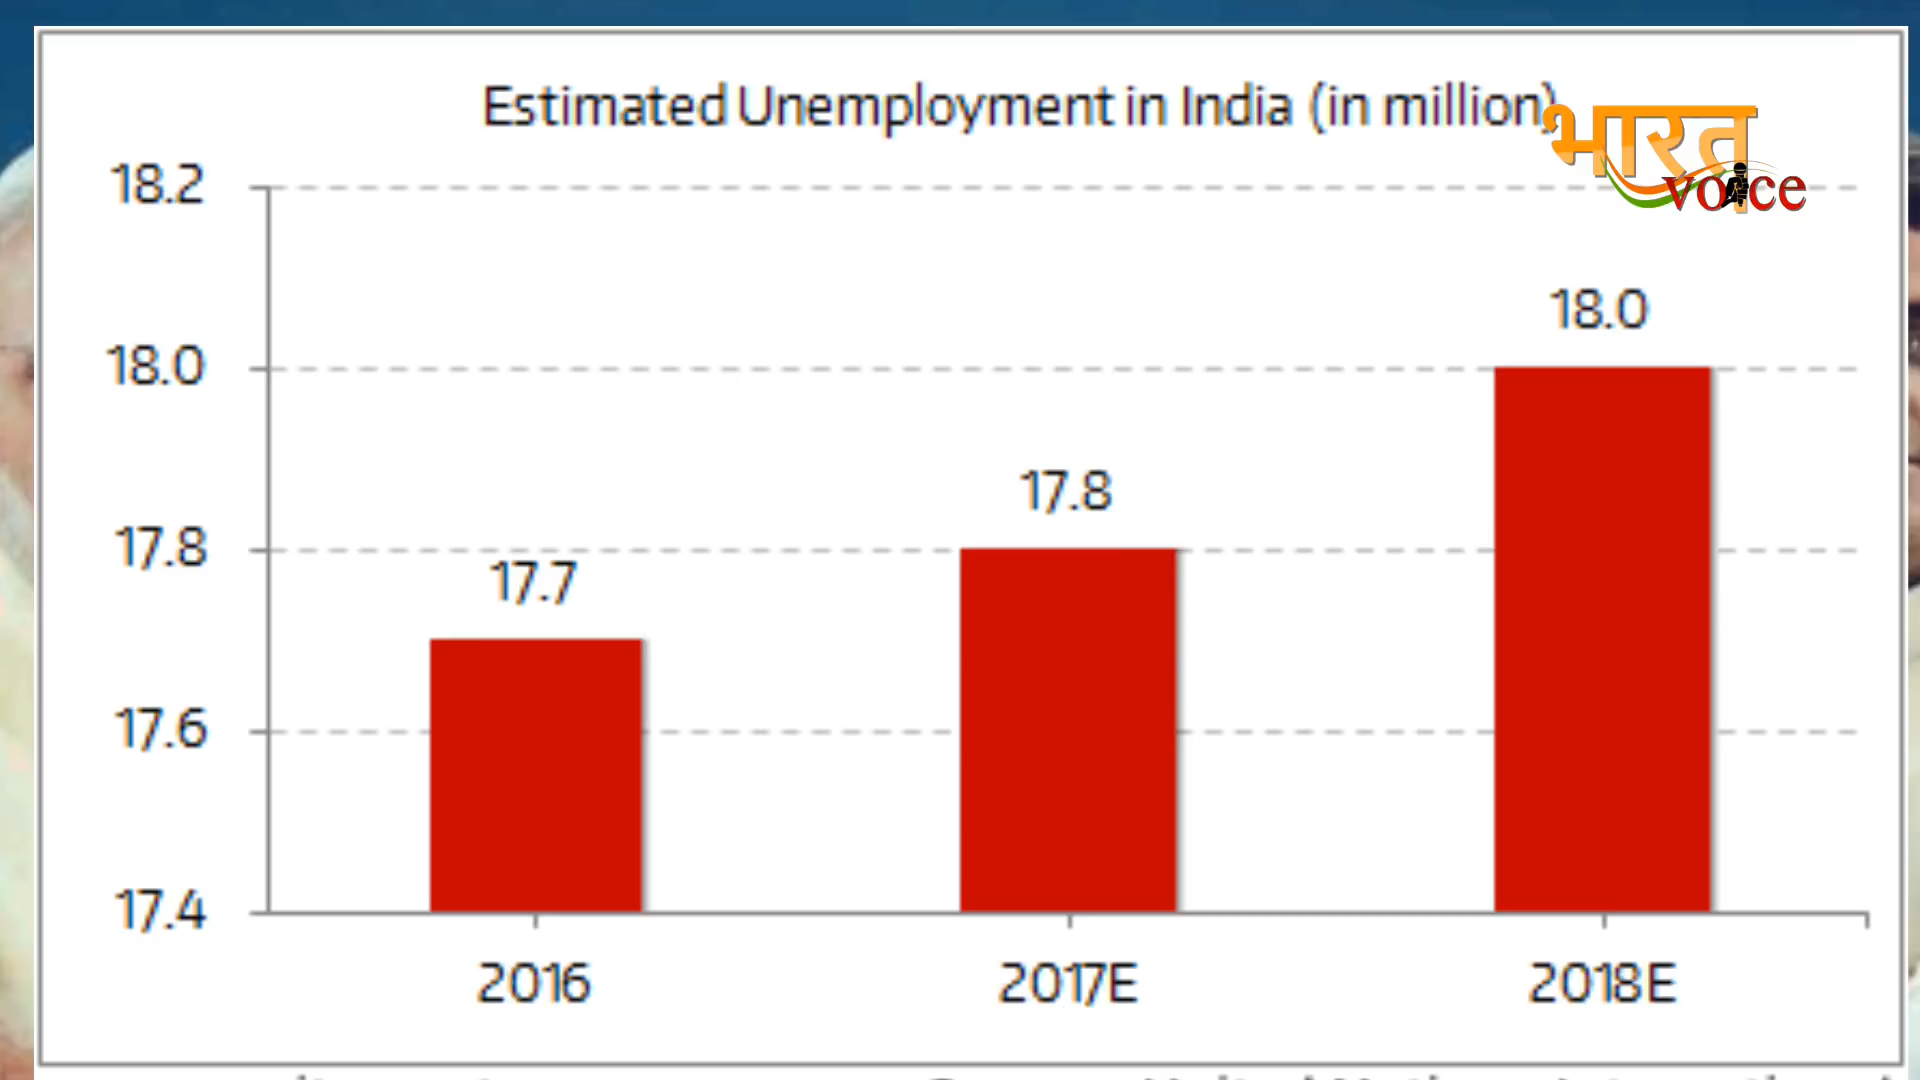 Estimated Unemployment in India (in million)
भारत
voice
18.2
18.0
17.8
17.6
17.4
17.7
17.8
18.0
2016
2017E
2018E